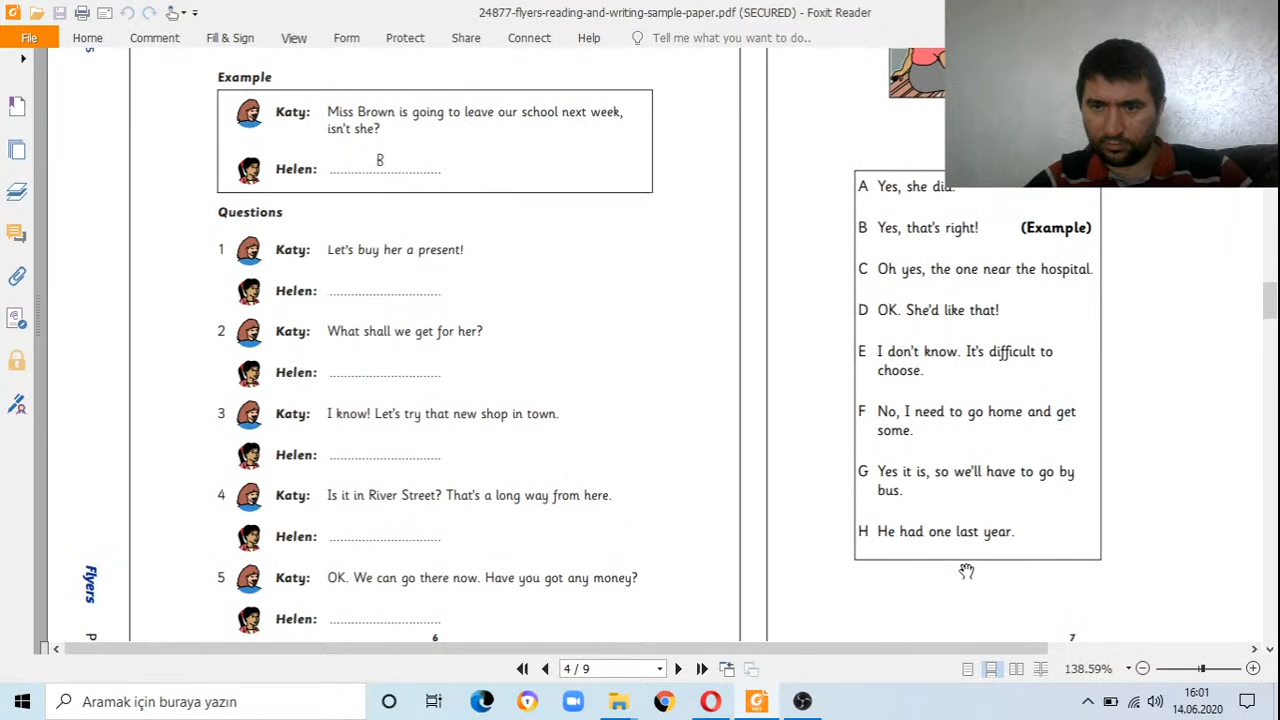 24877-flyers-reading-and-writing-sample-paper.pdf (SECURED) - Foxit Reader
File Home Comment Fill & Sign View Form Protect Share Connect Help Tell me what you want to do..
Example
Katy: Miss Brown is going to leave our school next week,
isn't she?
B
Helen: ................................
Questions
1 Katy: Let's buy her a present!
Helen: ................................
2 Katy: What shall we get for her?
Helen: ................................
3 Katy: I know! Let's try that new shop in town.
Helen: ................................
4 Katy: Is it in River Street? That's a long way from here.
Helen: ................................
5 Katy: OK. We can go there now. Have you got any money?
Helen: ................................
6
Flyers
P
A Yes, she did.
B Yes, that's right! (Example)
C Oh yes, the one near the hospital.
D OK. She'd like that!
E I don't know. It's difficult to
choose.
F No, I need to go home and get
some.
G Yes it is, so we'll have to go by
bus.
H He had one last year.
7
4 / 9
138.59%
Aramak için buraya yazın
16:01
14.06.2020